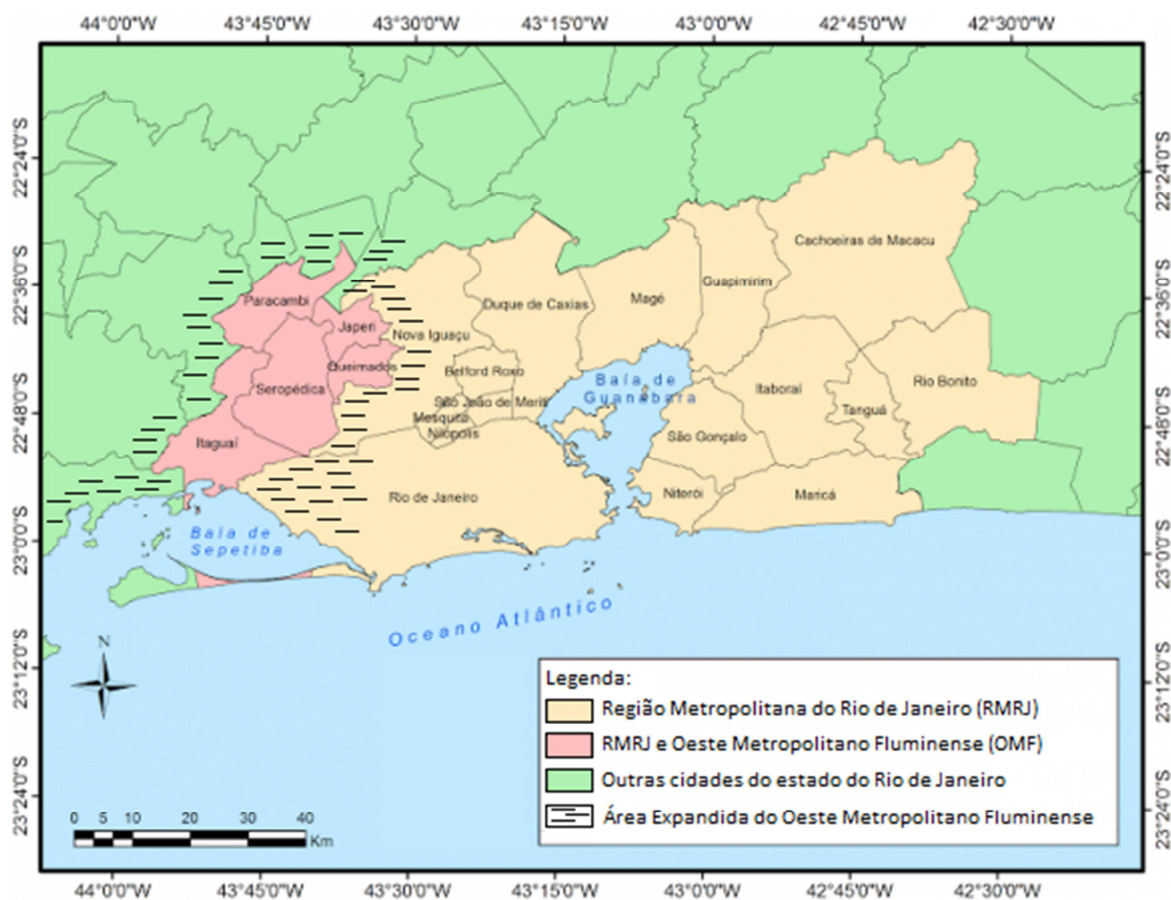 44°0'0"W 43°45'0"W 43°30'0"W 43°15'0"W 43°0'0"W 42°45'0"W 42°30'0"W
22°24'0"S
22°24'0"S
Cachoeiras de Macacu
22°36'0"S
22°36'0"S
Guapimirim
Paracambi
Duque de Caxias
Magé
Japeri
Nova Iguaçu
Queimados
Belford Roxo
Baía de
Guanabara
Seropédica
Itaboraí
Rio Bonito
São João de Meriti
Tanguá
Mesquita
Nilópolis
22°48'0"S
22°48'0"S
Itaguaí
São Gonçalo
Rio de Janeiro
Niterói
Maricá
Baía de
Sepetiba
23°0'0"S
23°0'0"S
Oceano Atlântico
N
23°12'0"S
23°12'0"S
Legenda:
Região Metropolitana do Rio de Janeiro (RMRJ)
RMRJ e Oeste Metropolitano Fluminense (OMF)
Outras cidades do estado do Rio de Janeiro
Área Expandida do Oeste Metropolitano Fluminense
23°24'0"S
23°24'0"S
0 5 10 20 30 40
Km
44°0'0"W 43°45'0"W 43°30'0"W 43°15'0"W 43°0'0"W 42°45'0"W 42°30'0"W